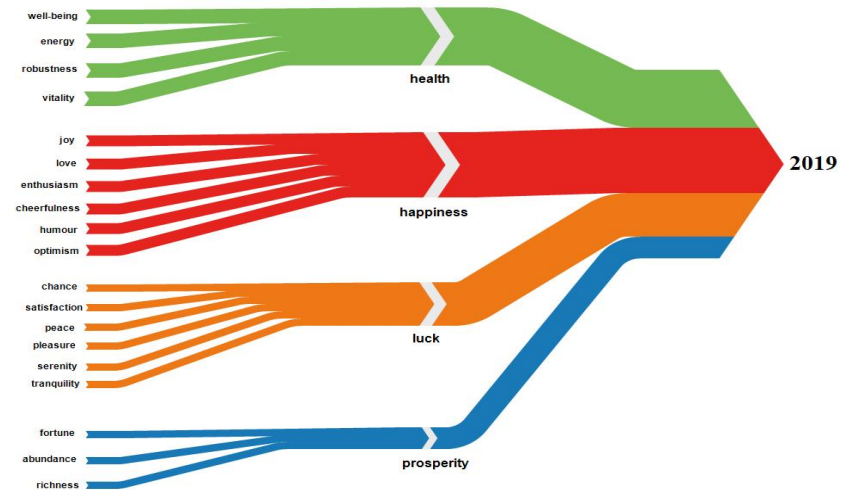 well-being
energy
robustness
vitality
health
joy
love
enthusiasm
cheerfulness
humour
optimism
happiness
chance
satisfaction
peace
pleasure
serenity
tranquility
luck
fortune
abundance
richness
prosperity
2019